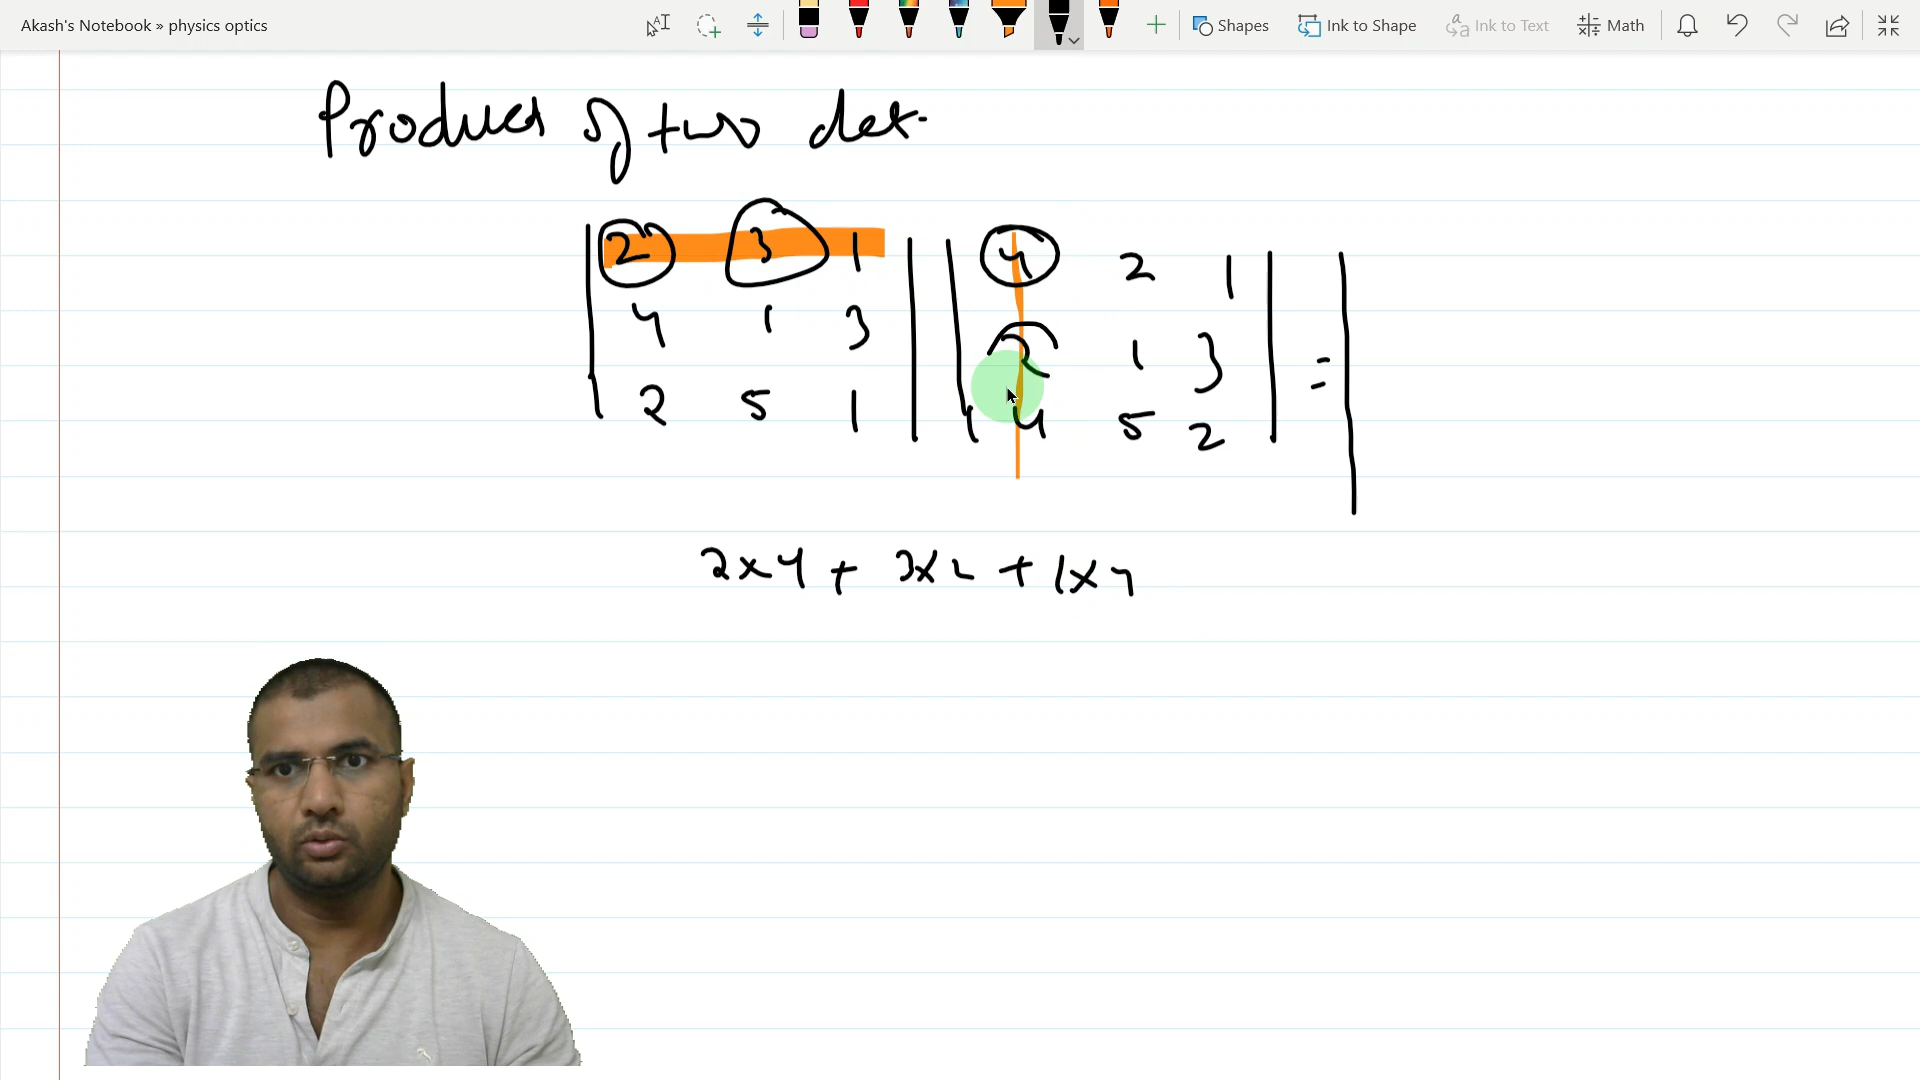 Akash's Notebook » physics optics
Shapes Ink to Shape Ink to Text Math
Product of two det.
| 2 3 1 | | 4 2 1 | = |
4 1 3 2 1 3
2 5 1 4 5 2
2 x 4 + 3 x 2 + 1 x 4